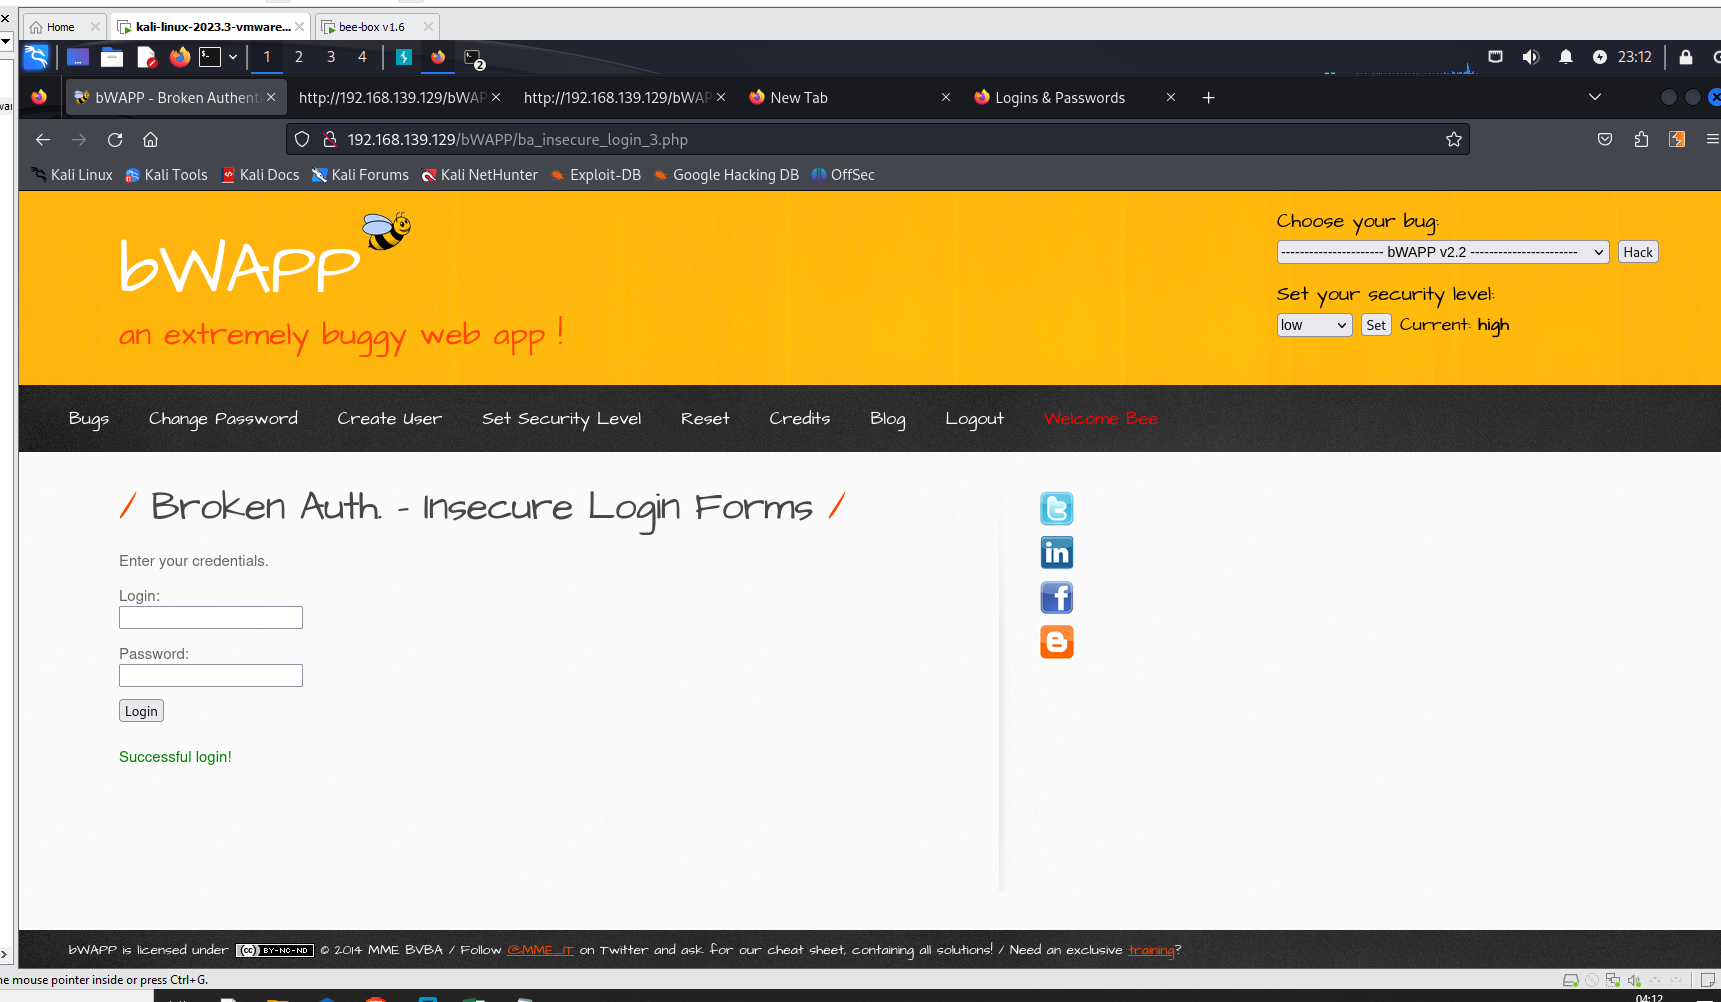 Home
kali-linux-2023.3-vmware...
bee-box v1.6
1 2 3 4
2
23:12
bWAPP - Broken Authenti
http://192.168.139.129/bWAP
http://192.168.139.129/bWAPP
New Tab
Logins & Passwords
192.168.139.129/bWAPP/ba_insecure_login_3.php
Kali Linux
Kali Tools
Kali Docs
Kali Forums
Kali NetHunter
Exploit-DB
Google Hacking DB
OffSec
bWAPP
an extremely buggy web app !
Choose your bug:
---------------------- bWAPP v2.2 -----------------------
Hack
Set your security level:
low
Set
Current: high
Bugs
Change Password
Create User
Set Security Level
Reset
Credits
Blog
Logout
Welcome Bee
/ Broken Auth. - Insecure Login Forms /
Enter your credentials.
Login:
Password:
Login
Successful login!
bWAPP is licensed under (cc) BY-NC-ND © 2014 MME BVBA / Follow @MME_IT on Twitter and ask for our cheat sheet, containing all solutions! / Need an exclusive training?
mouse pointer inside or press Ctrl+G.
04:12